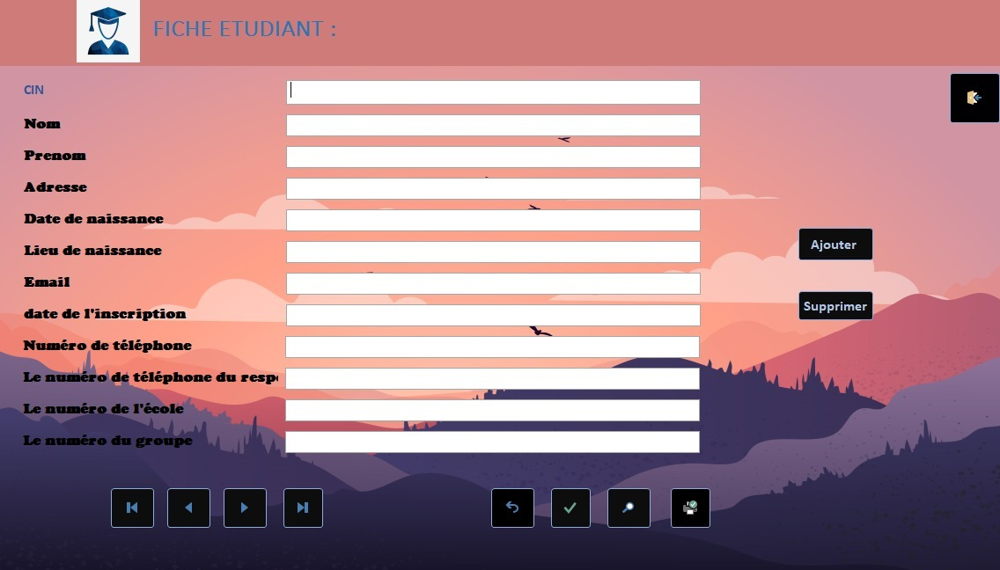 FICHE ETUDIANT :
CIN
Nom
Prenom
Adresse
Date de naissance
Lieu de naissance
Ajouter
Email
Supprimer
date de l'inscription
Numéro de téléphone
Le numéro de téléphone du resp
Le numéro de l'école
Le numéro du groupe